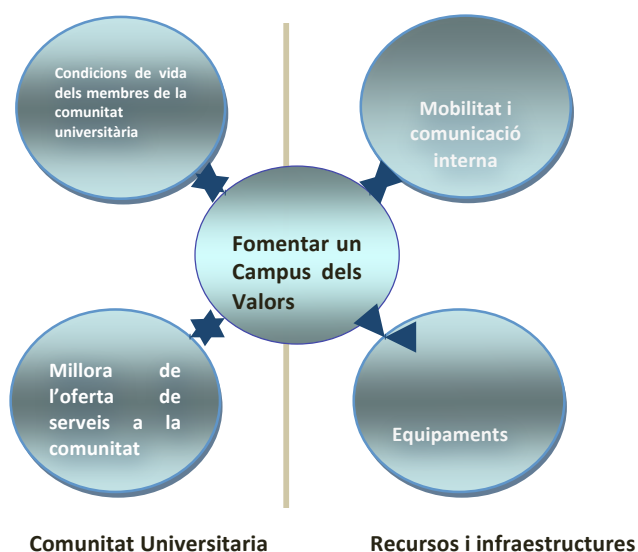 Condicions de vida
dels membres de la
comunitat
universitària
Mobilitat i
comunicació
interna
Fomentar un
Campus dels
Valors
Millora de
l’oferta de
serveis a la
comunitat
Equipaments
Comunitat Universitaria
Recursos i infraestructures